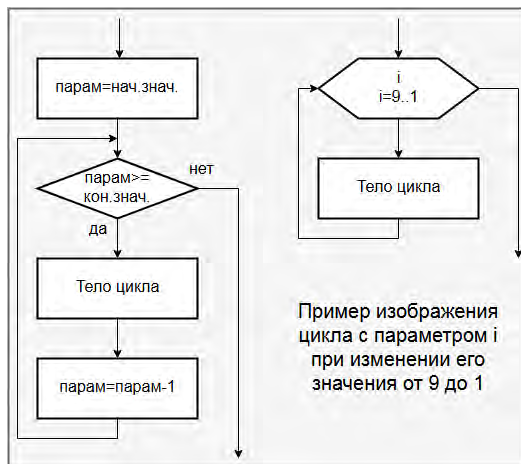 парам=нач.знач.
парам>=
кон.знач.
нет
да
Тело цикла
парам=парам-1
i
i=9..1
Тело цикла
Пример изображения
цикла с параметром i
при изменении его
значения от 9 до 1